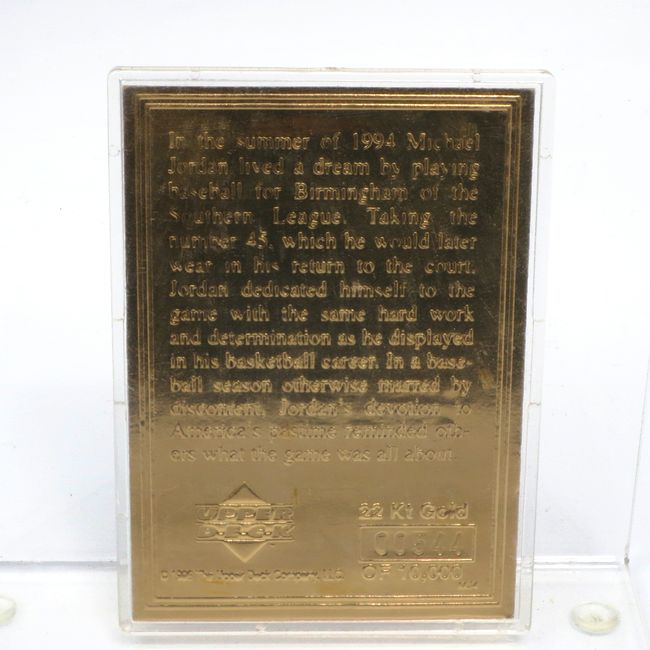 In the summer of 1994 Michael
Jordan lived a dream by playing
baseball for Birmingham of the
Southern League. Taking the
number 45, which he would later
wear in his return to the court,
Jordan dedicated himself to the
game with the same hard work
and determination as he displayed
in his basketball career. In a base-
ball season otherwise marred by
discontent, Jordan's devotion to
America's pastime reminded oth-
ers what the game was all about.
UPPER
DECK
22 Kt Gold
00544
OF 10,000
The Upper Deck Company, LLC.